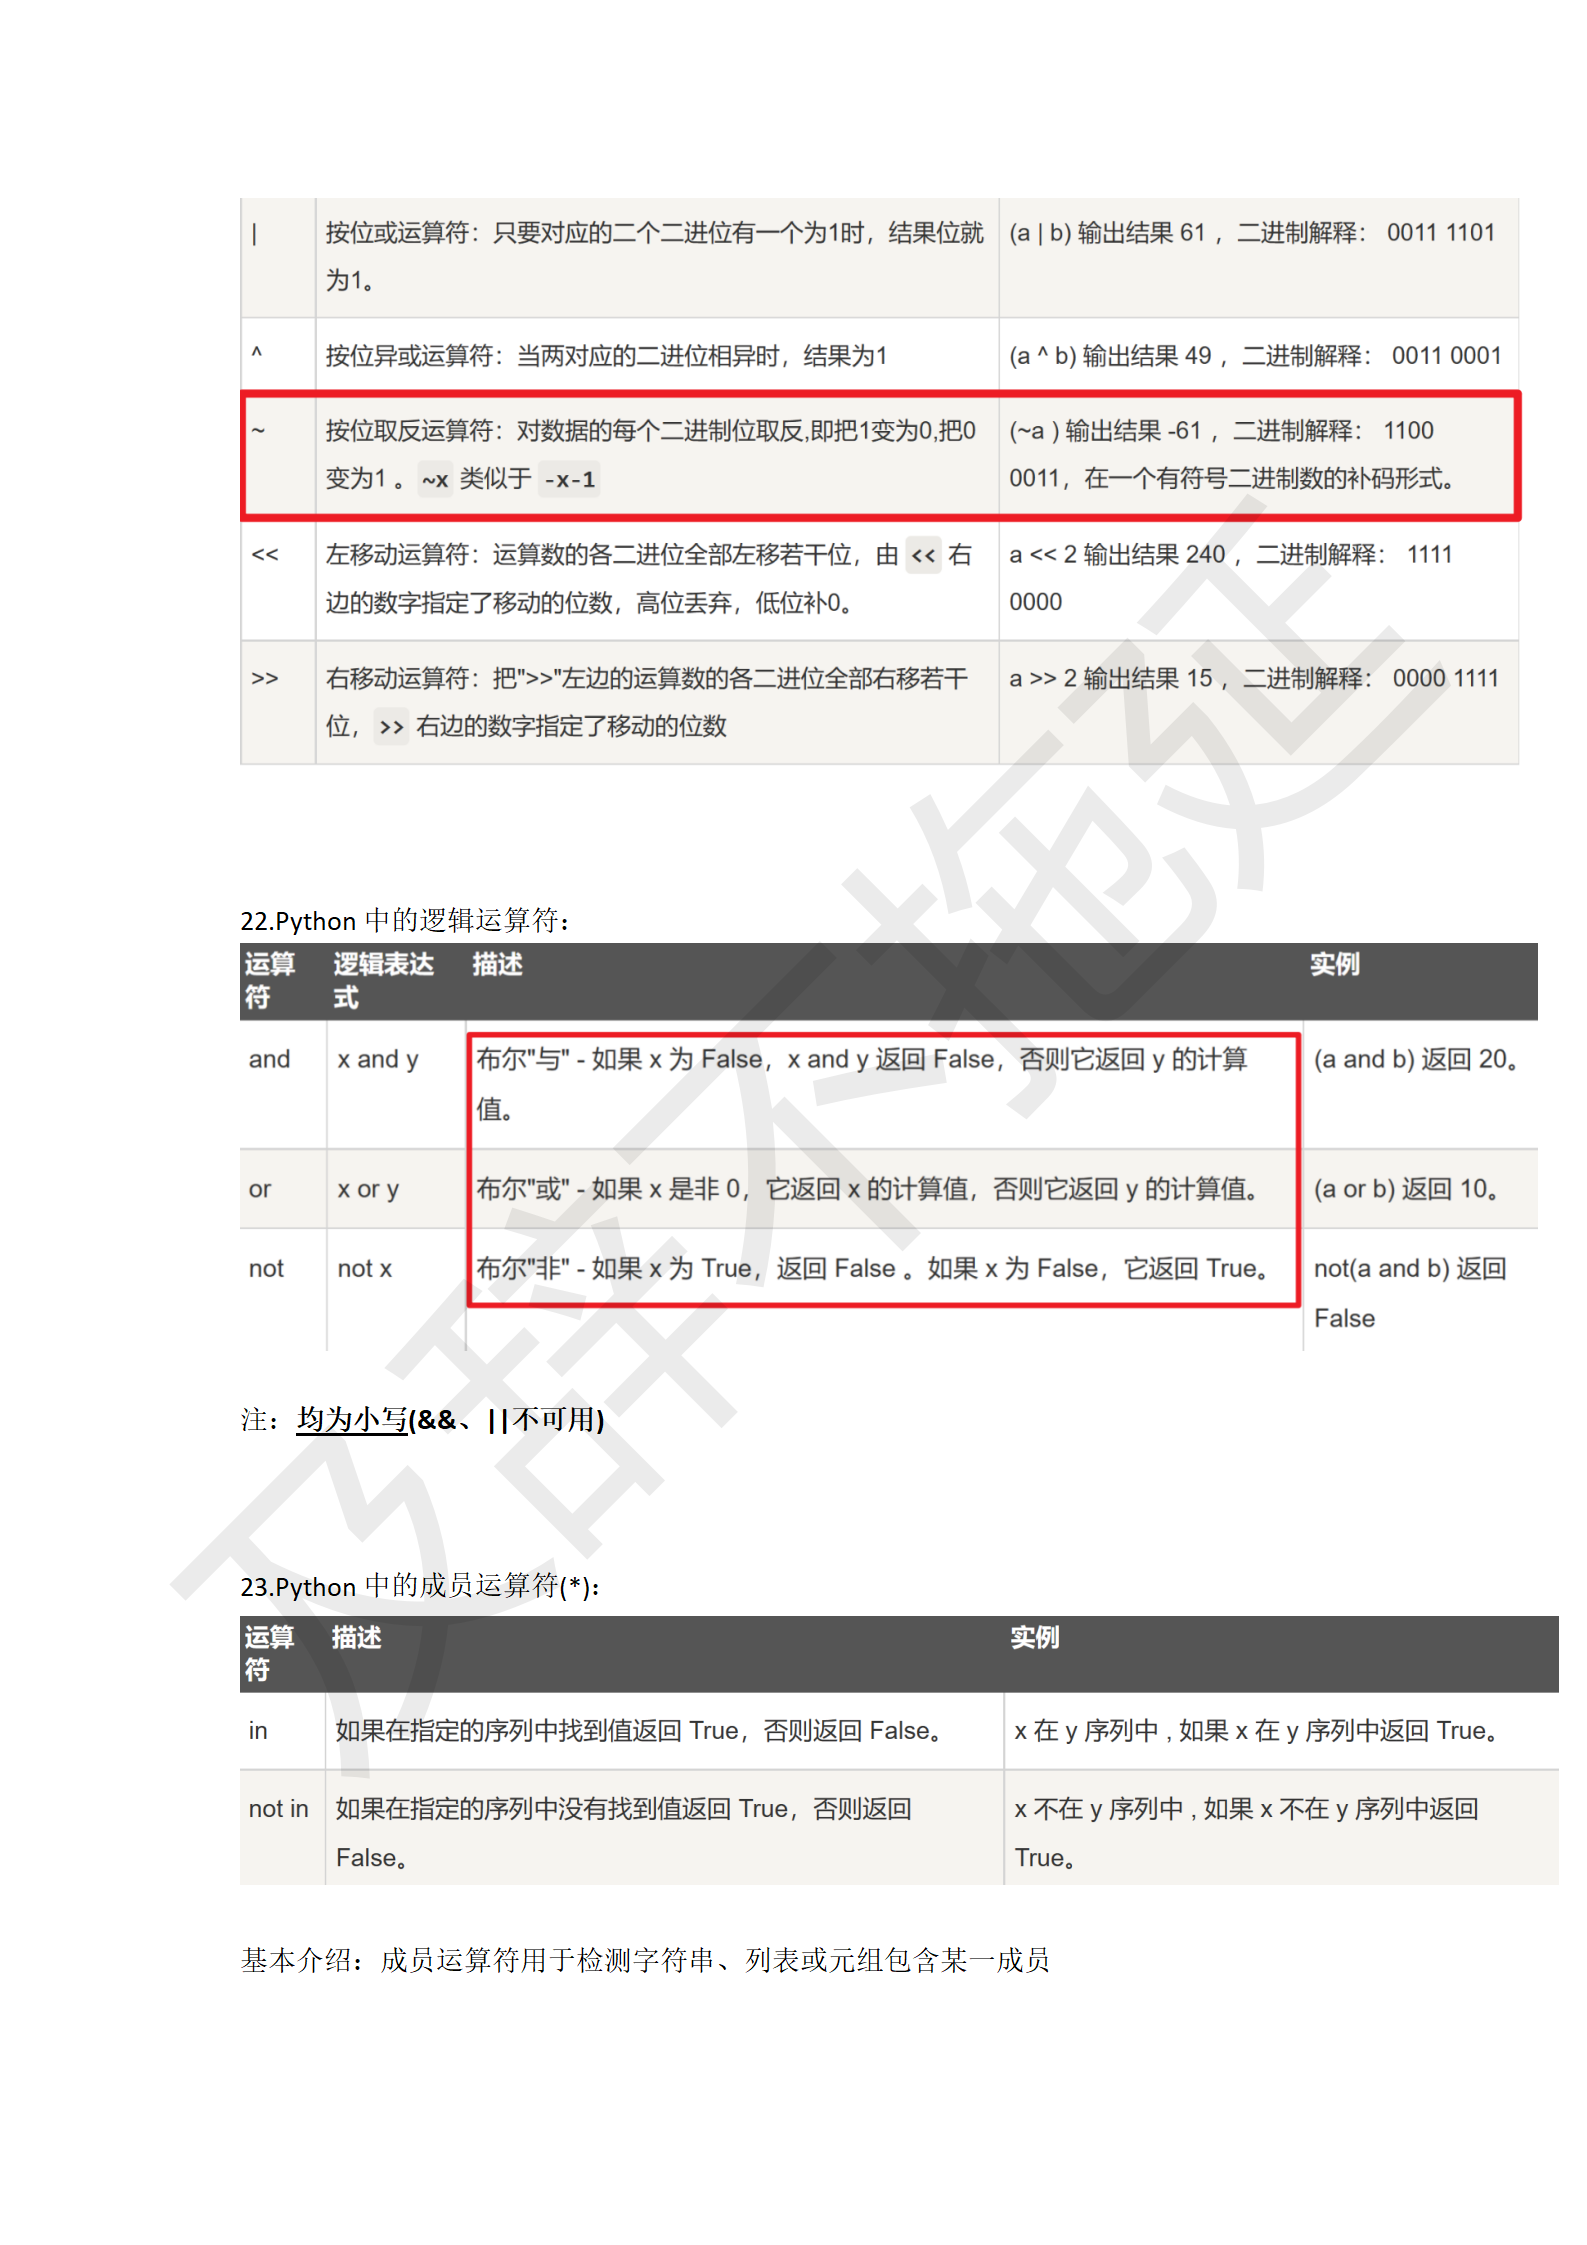 |
按位或运算符：只要对应的二个二进位有一个为1时，结果位就
为1。
(a | b) 输出结果 61 ，二进制解释： 0011 1101
^
按位异或运算符：当两对应的二进位相异时，结果为1
(a ^ b) 输出结果 49 ，二进制解释： 0011 0001
~
按位取反运算符：对数据的每个二进制位取反,即把1变为0,把0
变为1 。 ~x 类似于 -x-1
(~a ) 输出结果 -61 ，二进制解释： 1100
0011，在一个有符号二进制数的补码形式。
<<
左移动运算符：运算数的各二进位全部左移若干位，由 << 右
边的数字指定了移动的位数，高位丢弃，低位补0。
a << 2 输出结果 240 ，二进制解释： 1111
0000
>>
右移动运算符：把">>"左边的运算数的各二进位全部右移若干
位， >> 右边的数字指定了移动的位数
a >> 2 输出结果 15 ，二进制解释： 0000 1111
22.Python 中的逻辑运算符：
运算
符
逻辑表达
式
描述
实例
and
x and y
布尔"与" - 如果 x 为 False，x and y 返回 False，否则它返回 y 的计算
值。
(a and b) 返回 20。
or
x or y
布尔"或" - 如果 x 是非 0，它返回 x 的计算值，否则它返回 y 的计算值。
(a or b) 返回 10。
not
not x
布尔"非" - 如果 x 为 True，返回 False 。如果 x 为 False，它返回 True。
not(a and b) 返回
False
注：均为小写(&&、||不可用)
23.Python 中的成员运算符(*)：
运算
符
描述
实例
in
如果在指定的序列中找到值返回 True，否则返回 False。
x 在 y 序列中 , 如果 x 在 y 序列中返回 True。
not in
如果在指定的序列中没有找到值返回 True，否则返回
False。
x 不在 y 序列中 , 如果 x 不在 y 序列中返回
True。
基本介绍：成员运算符用于检测字符串、列表或元组包含某一成员
及辞不拖延